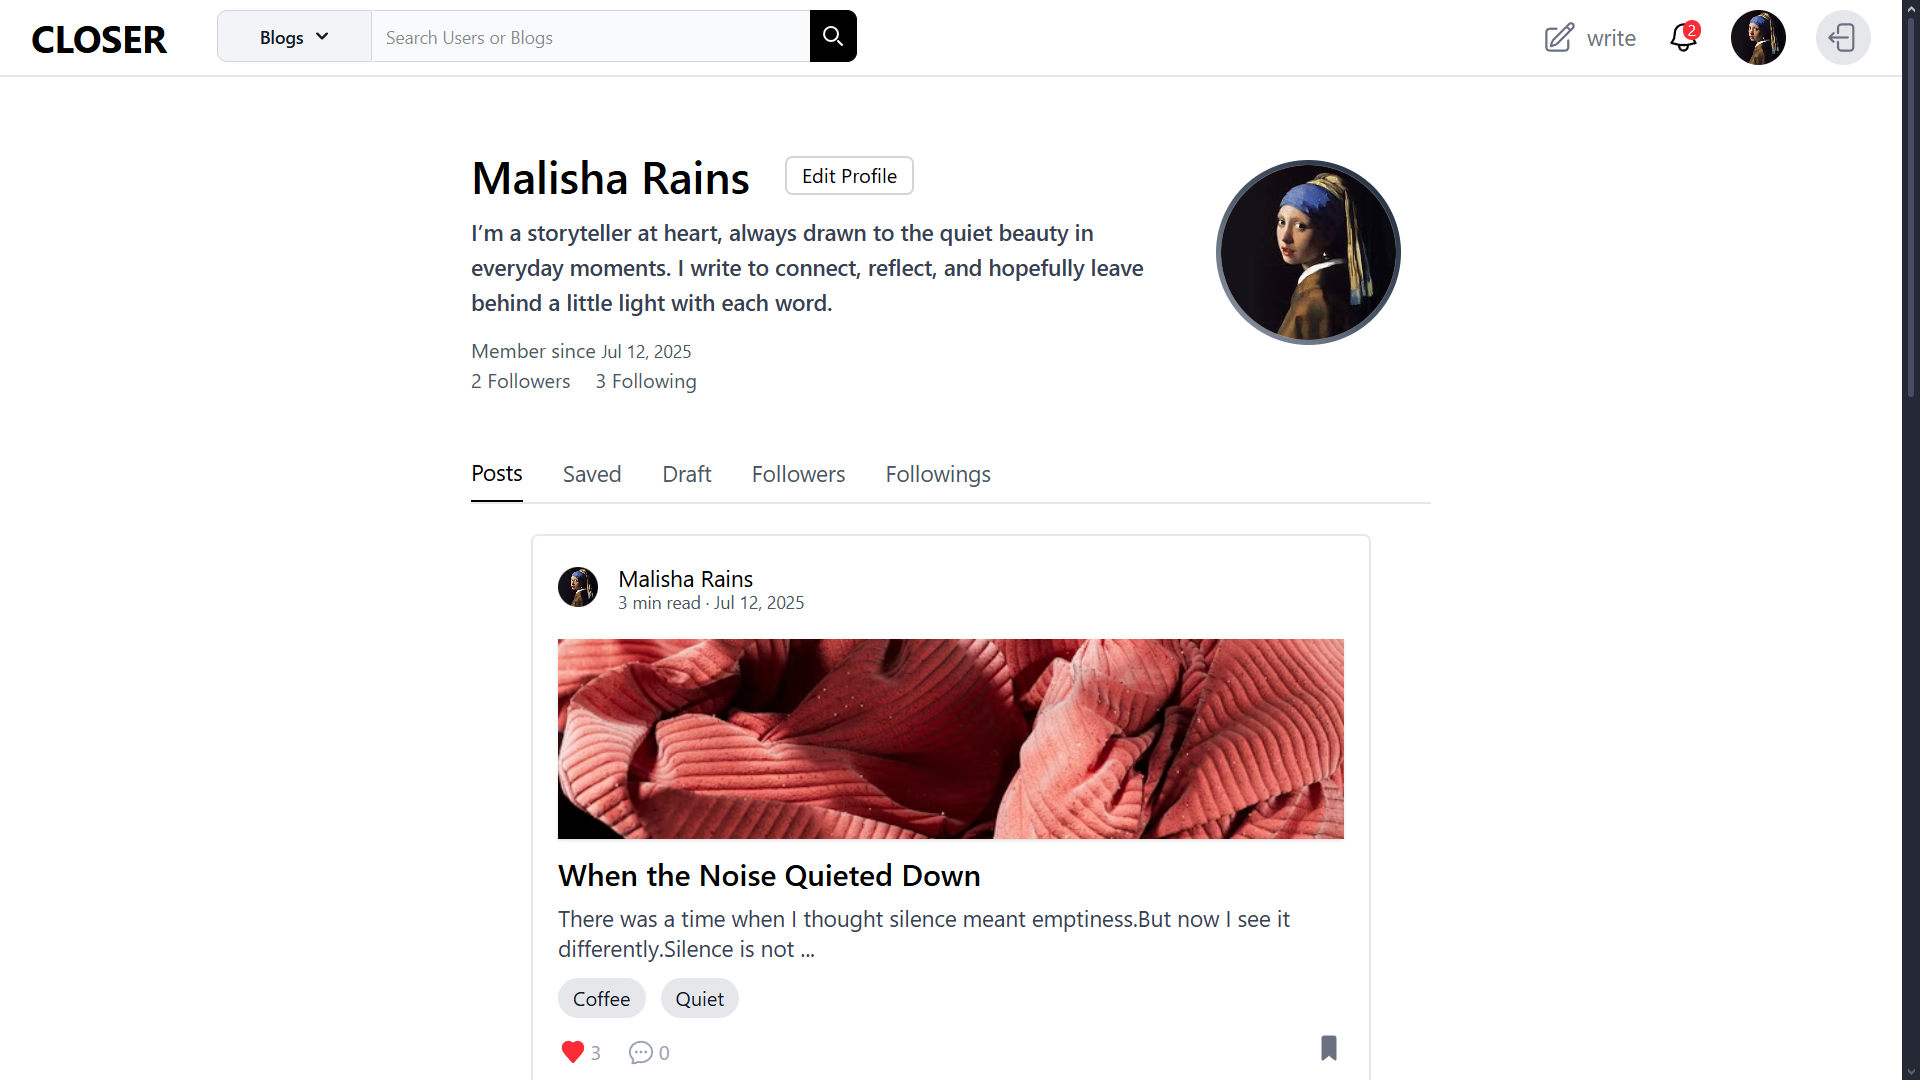 CLOSER
Blogs
Search Users or Blogs
write
2
Malisha Rains
Edit Profile
I’m a storyteller at heart, always drawn to the quiet beauty in
everyday moments. I write to connect, reflect, and hopefully leave
behind a little light with each word.
Member since Jul 12, 2025
2 Followers 3 Following
Posts Saved Draft Followers Followings
Malisha Rains
3 min read · Jul 12, 2025
When the Noise Quieted Down
There was a time when I thought silence meant emptiness.But now I see it
differently.Silence is not ...
Coffee Quiet
3 0